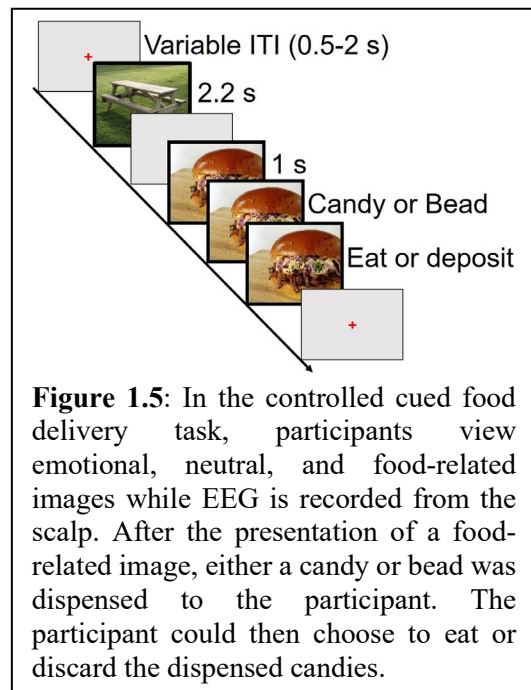 Variable ITI (0.5-2 s)
2.2 s
1 s
Candy or Bead
Eat or deposit
Figure 1.5: In the controlled cued food
delivery task, participants view
emotional, neutral, and food-related
images while EEG is recorded from the
scalp. After the presentation of a food-
related image, either a candy or bead was
dispensed to the participant. The
participant could then choose to eat or
discard the dispensed candies.